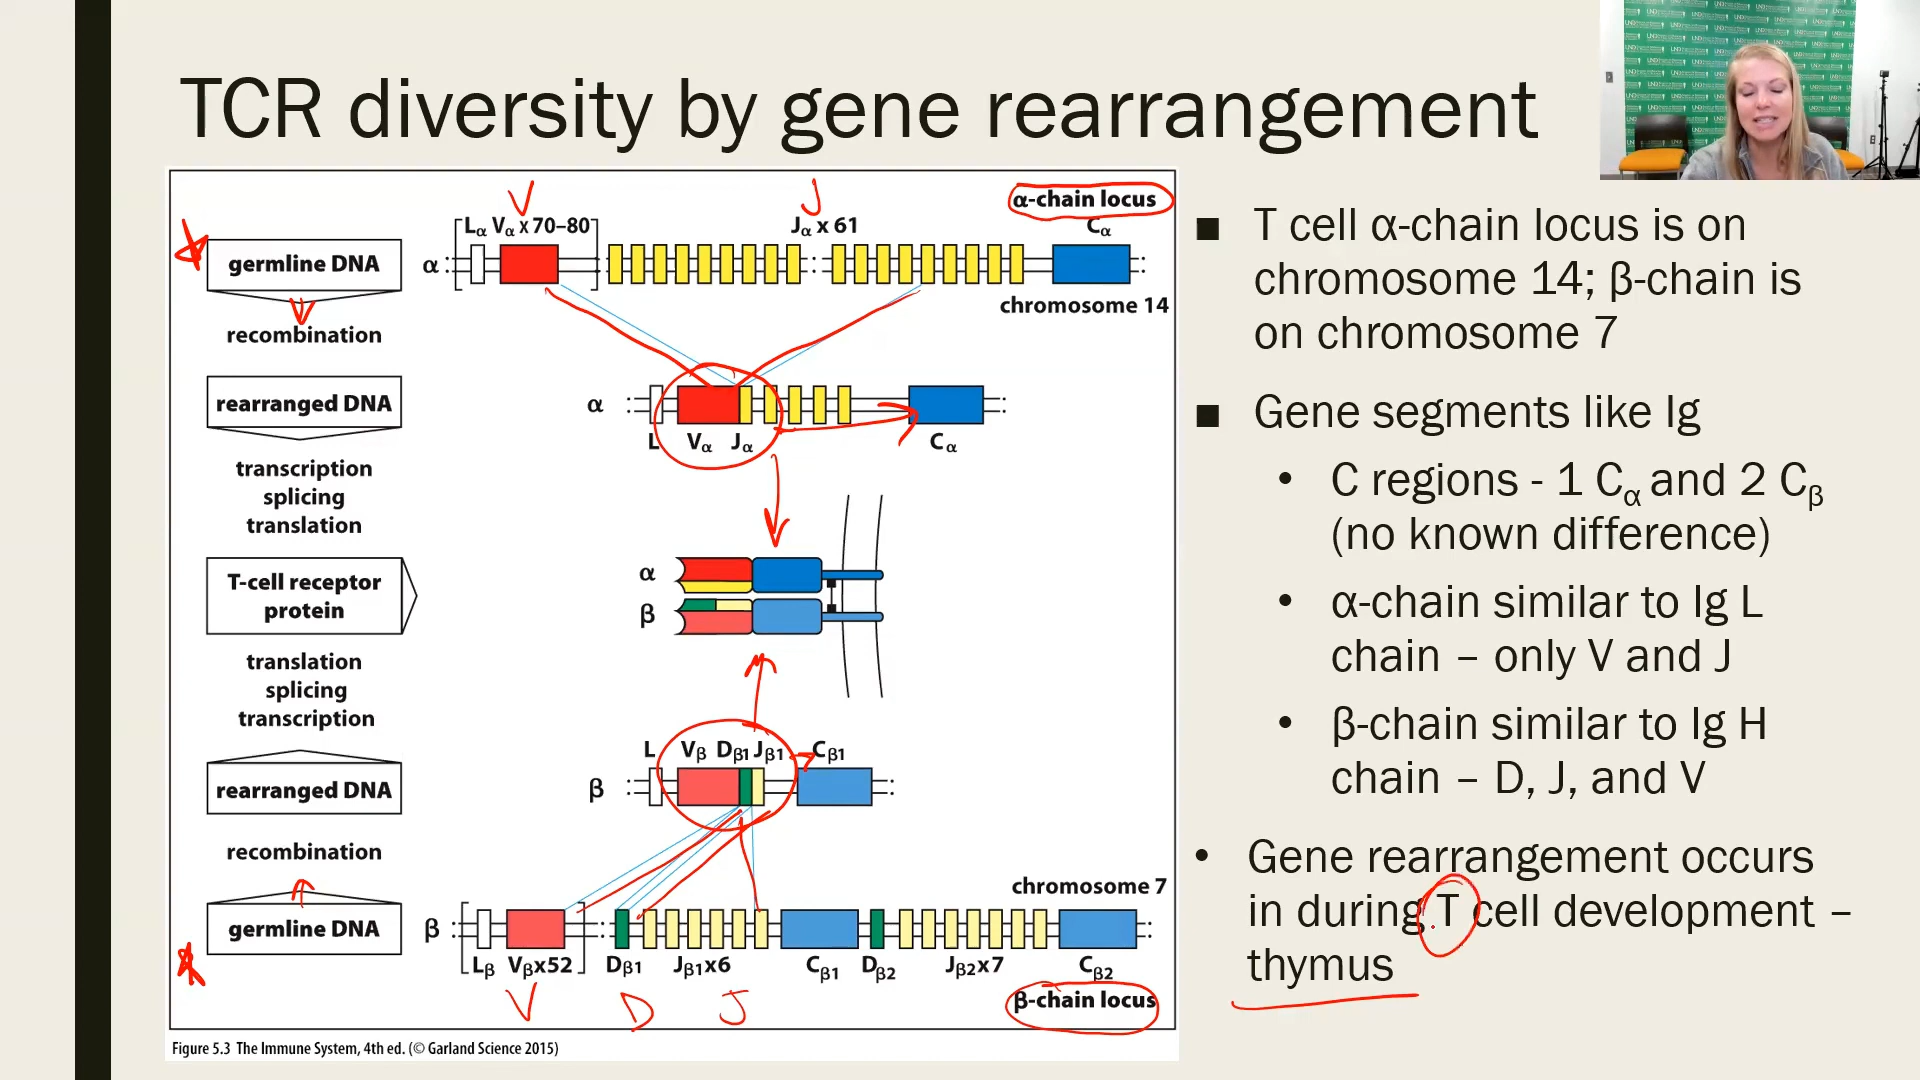 TCR diversity by gene rearrangement
V
J
α-chain locus
Lα Vα x 70–80
Jα x 61
Cα
germline DNA
α
chromosome 14
recombination
rearranged DNA
α
L
Vα
Jα
Cα
transcription
splicing
translation
T-cell receptor
protein
α
β
translation
splicing
transcription
L
Vβ
Dβ1
Jβ1
Cβ1
rearranged DNA
β
recombination
chromosome 7
germline DNA
β
Lβ
Vβx52
Dβ1
Jβ1x6
Cβ1
Dβ2
Jβ2x7
Cβ2
V
D
J
β-chain locus
Figure 5.3 The Immune System, 4th ed. (© Garland Science 2015)
■ T cell α-chain locus is on
chromosome 14; β-chain is
on chromosome 7
■ Gene segments like Ig
• C regions - 1 Cα and 2 Cβ
(no known difference)
• α-chain similar to Ig L
chain – only V and J
• β-chain similar to Ig H
chain – D, J, and V
• Gene rearrangement occurs
in during T cell development –
thymus